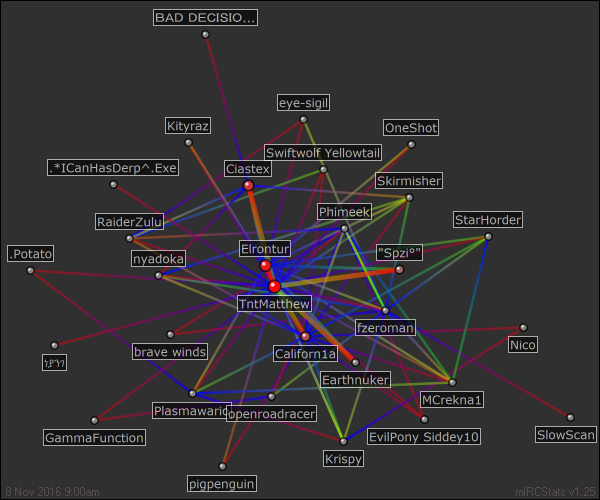 BAD DECISIO...
eye-sigil
Kityraz
OneShot
Swiftwolf Yellowtail
.*ICanHasDerp^.Exe
Ciastex
Skirmisher
Phimeek
RaiderZulu
StarHorder
Elrontur
.Potato
nyadoka
"Spzi°"
TntMatthew
fzeroman
Nico
brave winds
Californ1a
Earthnuker
MCrekna1
Plasmawario
openroadracer
GammaFunction
EvilPony Siddey10
SlowScan
Krispy
pigpenguin
8 Nov 2016 9:00am
mIRCStats v1.25